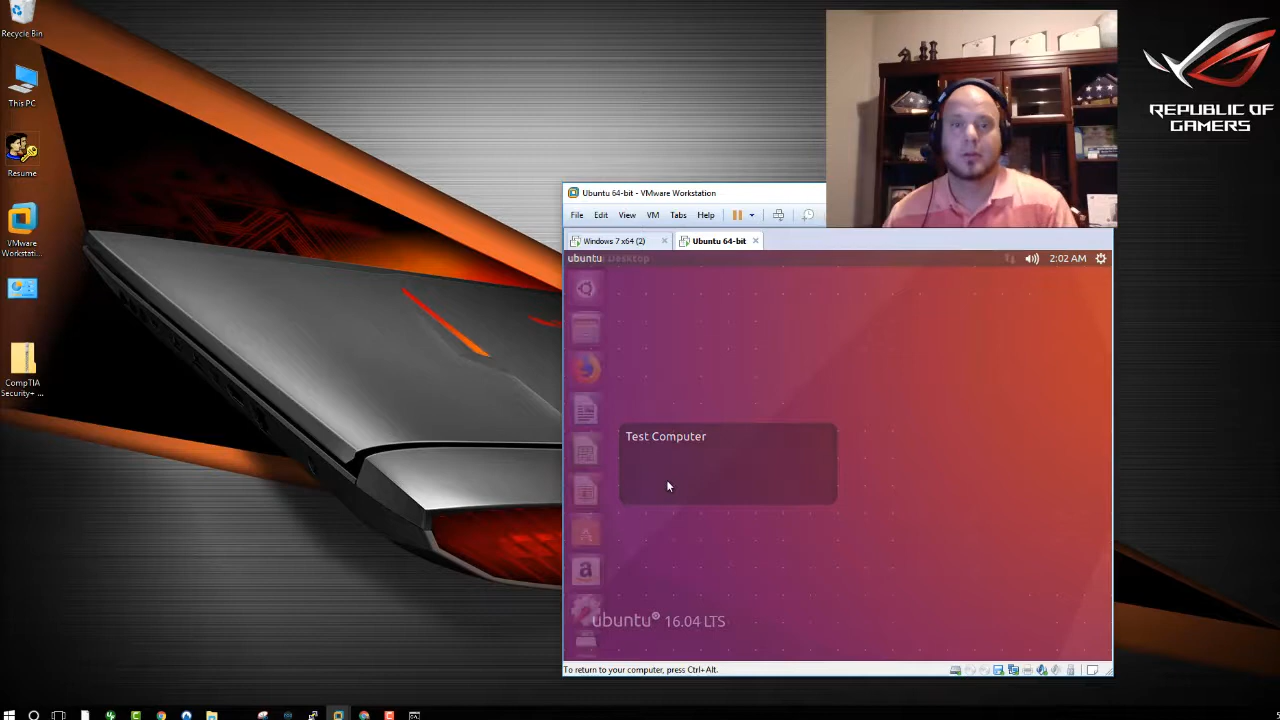 Recycle Bin
This PC
Resume
VMware
Workstati...
CompTIA
Security+ ...
REPUBLIC OF
GAMERS
Ubuntu 64-bit - VMware Workstation
File Edit View VM Tabs Help
Windows 7 x64 (2) Ubuntu 64-bit
ubuntu Desktop 2:02 AM
Test Computer
ubuntu® 16.04 LTS
To return to your computer, press Ctrl+Alt.